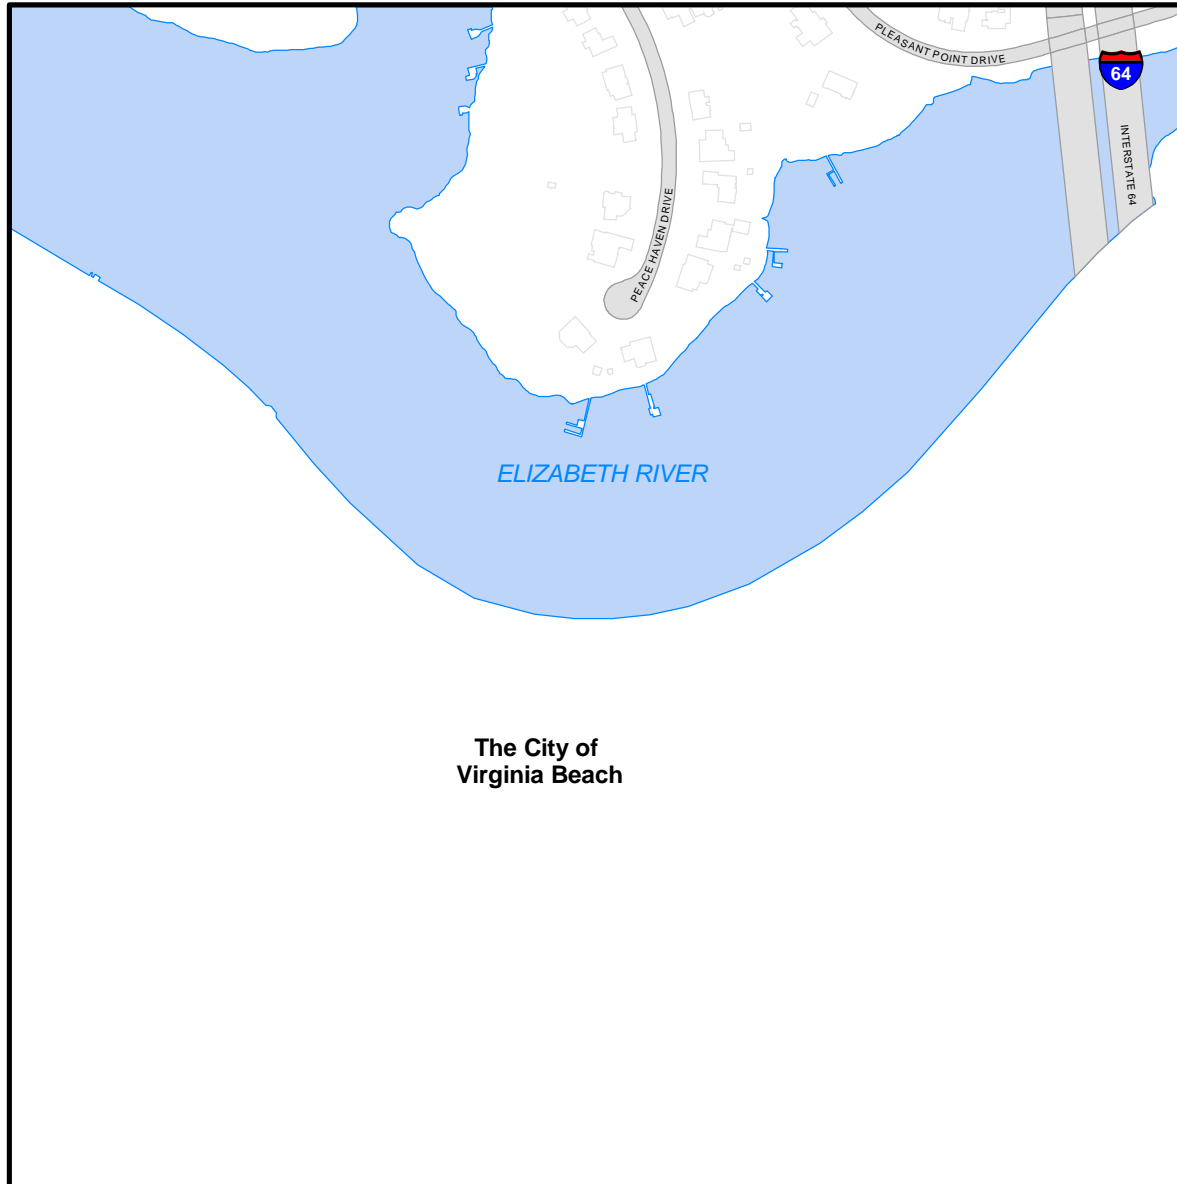 PLEASANT POINT DRIVE
64
INTERSTATE 64
PEACE HAVEN DRIVE
ELIZABETH RIVER
The City of
Virginia Beach